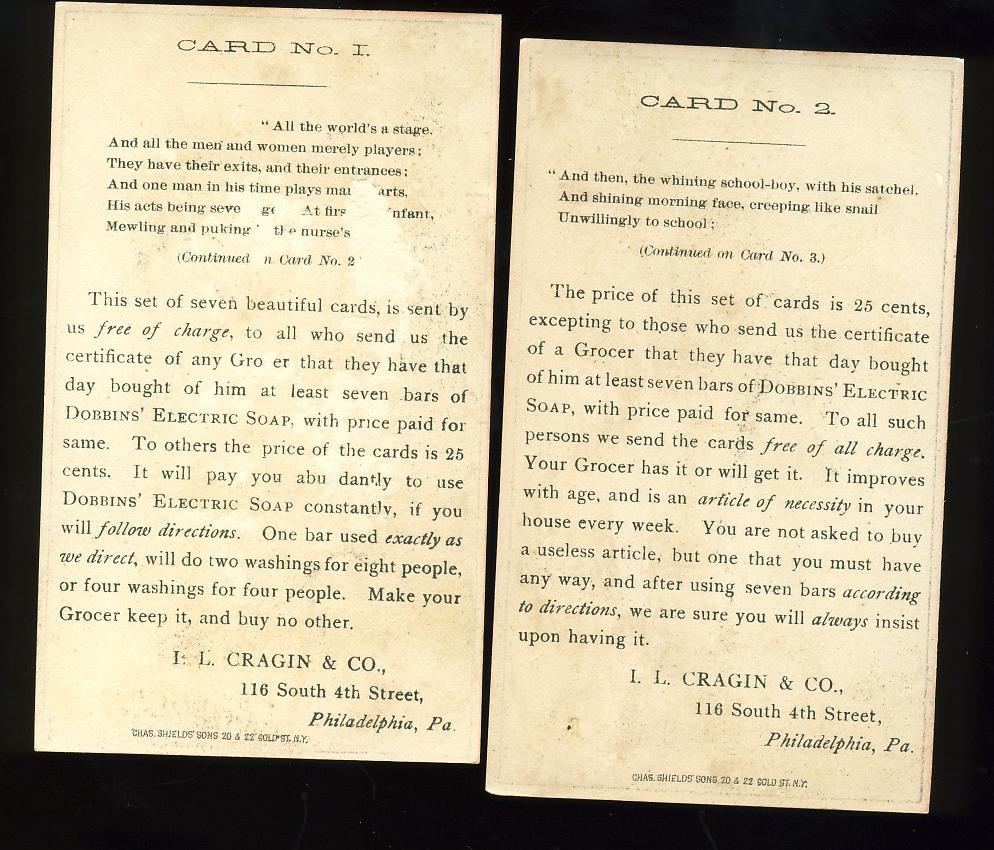 CARD No. 1.
"All the world's a stage.
And all the men and women merely players;
They have their exits, and their entrances;
And one man in his time plays
His acts being At
Mewling and puking the nurse's
(Continued Card No. 2
This set of seven beautiful cards, is sent by
us free of charge, to all who send us the
certificate of any Gro er that they have that
day bought of him at least seven bars of
DOBBINS' ELECTRIC SOAP, with price paid for
same. To others the price of the cards is 25
cents. It will pay you abu dantly to use
DOBBINS' ELECTRIC SOAP constantly, if you
will follow directions. One bar used exactly as
we direct, will do two washings for eight people,
or four washings for four people. Make your
Grocer keep it, and buy no other.
I. L. CRAGIN & CO.,
116 South 4th Street,
Philadelphia, Pa.
CHAS. SHIELDS' SONS 20 & 22 GOLD ST. N.Y.
CARD No. 2.
"And then, the whining school-boy, with his satchel.
And shining morning face, creeping like snail
Unwillingly to school;
(Continued on Card No. 3.)
The price of this set of cards is 25 cents,
excepting to those who send us the certificate
of a Grocer that they have that day bought
of him at least seven bars of DOBBINS' ELECTRIC
SOAP, with price paid for same. To all such
persons we send the cards free of all charge.
Your Grocer has it or will get it. It improves
with age, and is an article of necessity in your
house every week. You are not asked to buy
a useless article, but one that you must have
any way, and after using seven bars according
to directions, we are sure you will always insist
upon having it.
I. L. CRAGIN & CO.,
116 South 4th Street,
Philadelphia, Pa.
CHAS. SHIELDS' SONS, 20 & 22 GOLD ST. N.Y.